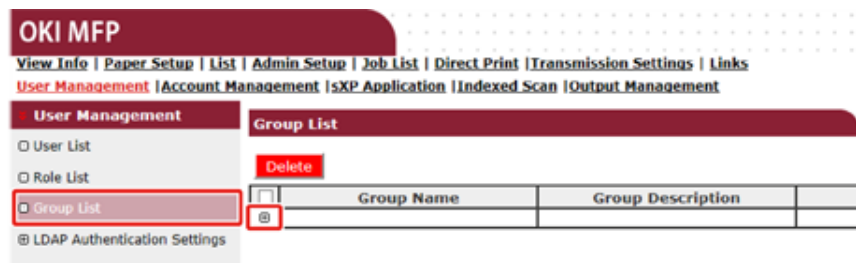 OKI MFP
View Info | Paper Setup | List | Admin Setup | Job List | Direct Print |Transmission Settings | Links
User Management |Account Management |sXP Application |Indexed Scan |Output Management
User Management
Group List
User List
Delete
Role List
Group Name Group Description
Group List
LDAP Authentication Settings